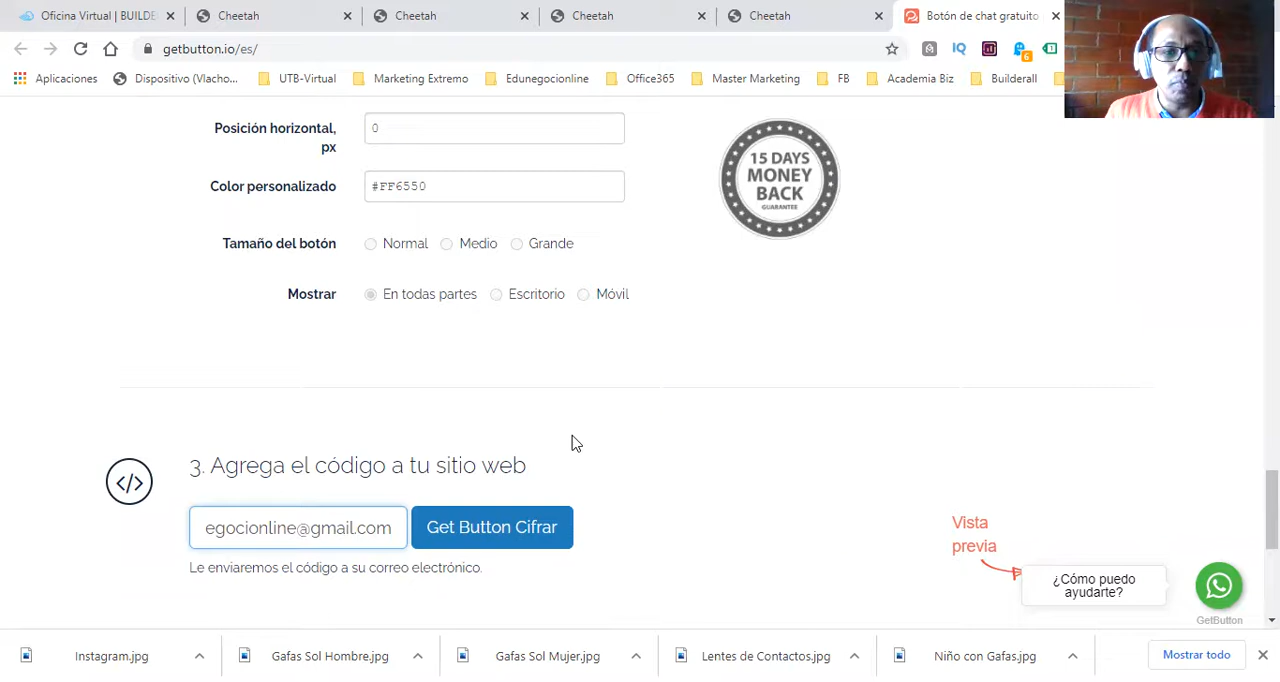 Oficina Virtual | BUILDE
Cheetah
Cheetah
Cheetah
Cheetah
Botón de chat gratuito
getbutton.io/es/
IQ
6
1
Aplicaciones
Dispositivo (Vlacho...
UTB-Virtual
Marketing Extremo
Edunegocionline
Office365
Master Marketing
FB
Academia Biz
Builderall
Posición horizontal,
px
0
Color personalizado
#FF6550
Tamaño del botón
Normal
Medio
Grande
Mostrar
En todas partes
Escritorio
Móvil
15 DAYS
MONEY
BACK
GUARANTEE
</>
3. Agrega el código a tu sitio web
egocionline@gmail.com
Get Button Cifrar
Le enviaremos el código a su correo electrónico.
Vista
previa
¿Cómo puedo
ayudarte?
GetButton
Instagram.jpg
Gafas Sol Hombre.jpg
Gafas Sol Mujer.jpg
Lentes de Contactos.jpg
Niño con Gafas.jpg
Mostrar todo